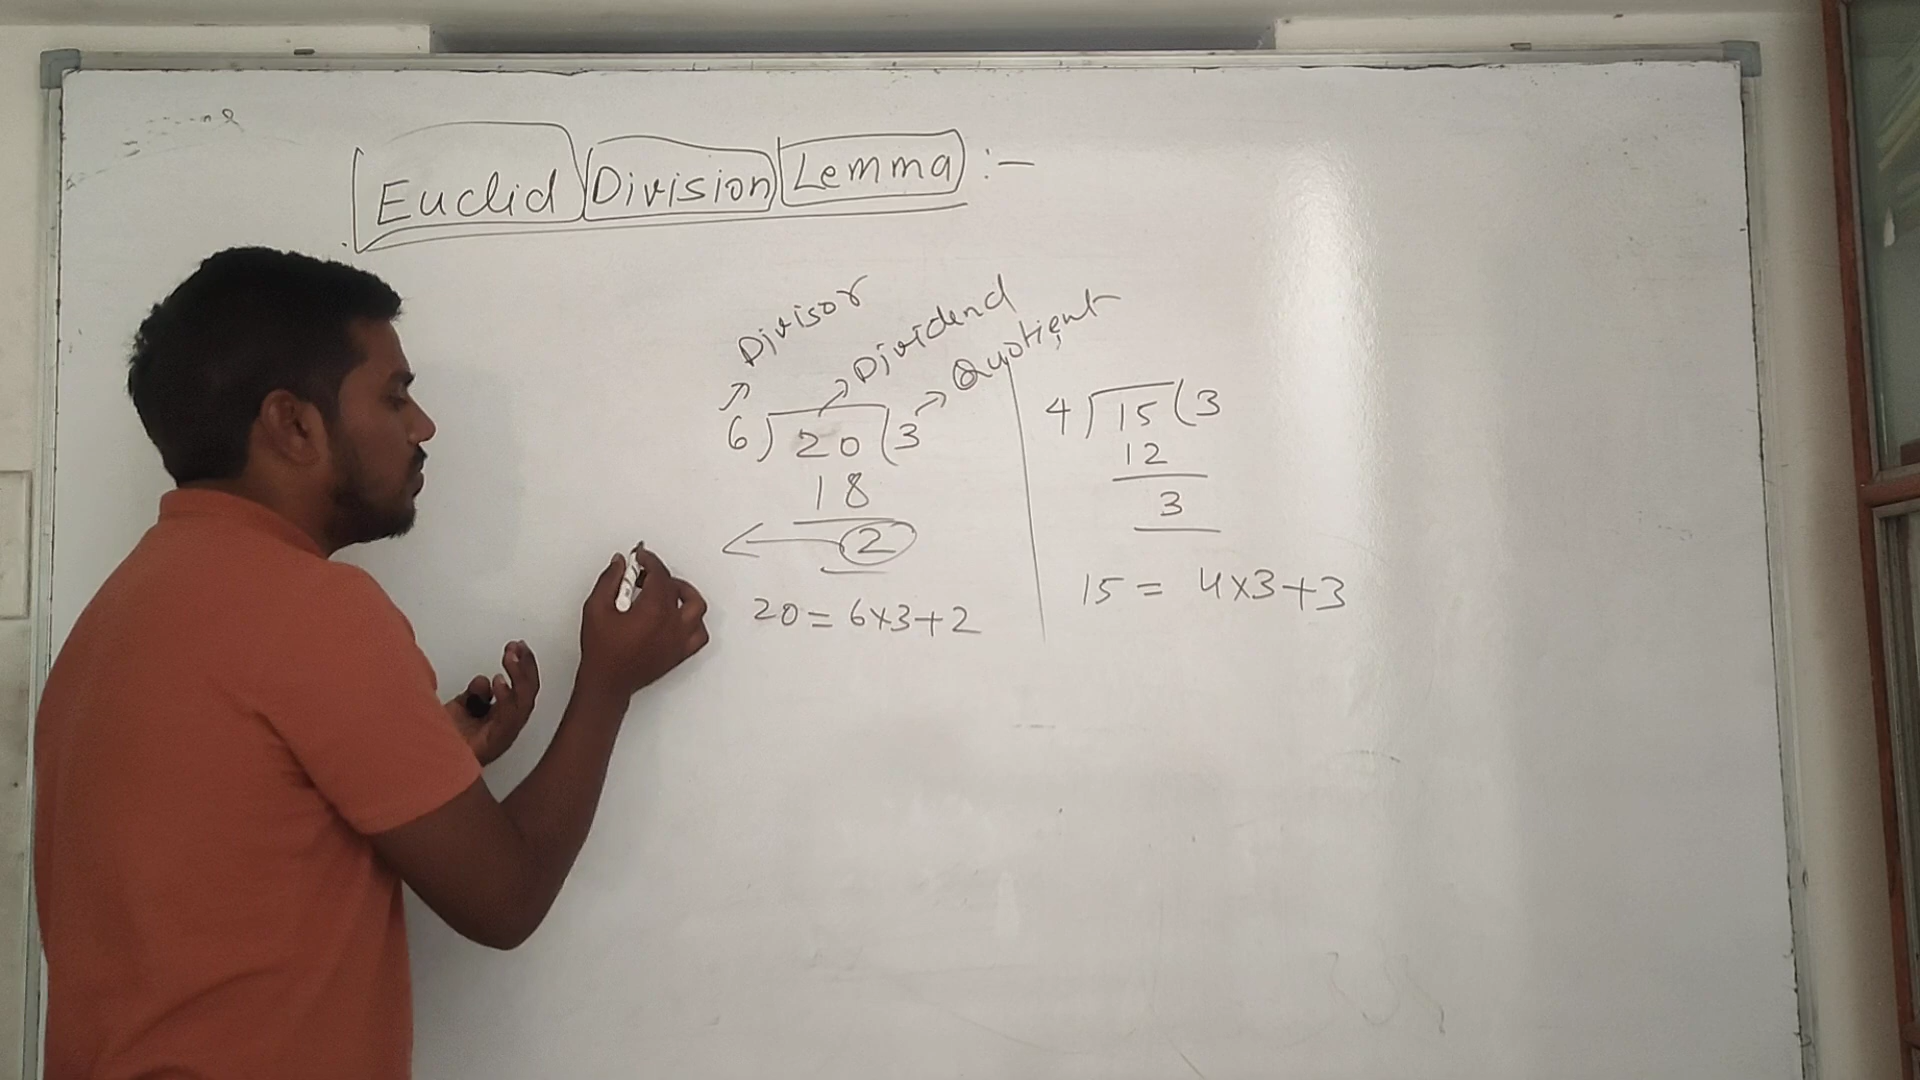 Euclid Division Lemma :-
Divisor
Dividend
Quotient
6) 20 (3
18
2
20 = 6x3+2
4) 15 (3
12
3
15 = 4x3+3